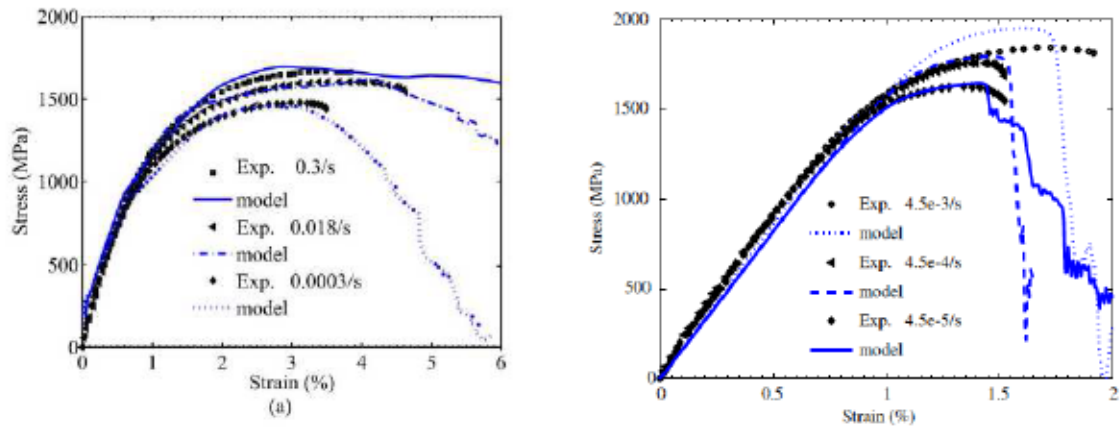 2000
1500
1000
500
0
Stress (MPa)
Exp. 0.3/s
model
Exp. 0.018/s
model
Exp. 0.0003/s
model
0 1 2 3 4 5 6
Strain (%)
(a)
2000
1500
1000
500
0
Stress (MPa)
Exp. 4.5e-3/s
model
Exp. 4.5e-4/s
model
Exp. 4.5e-5/s
model
0 0.5 1 1.5 2
Strain (%)